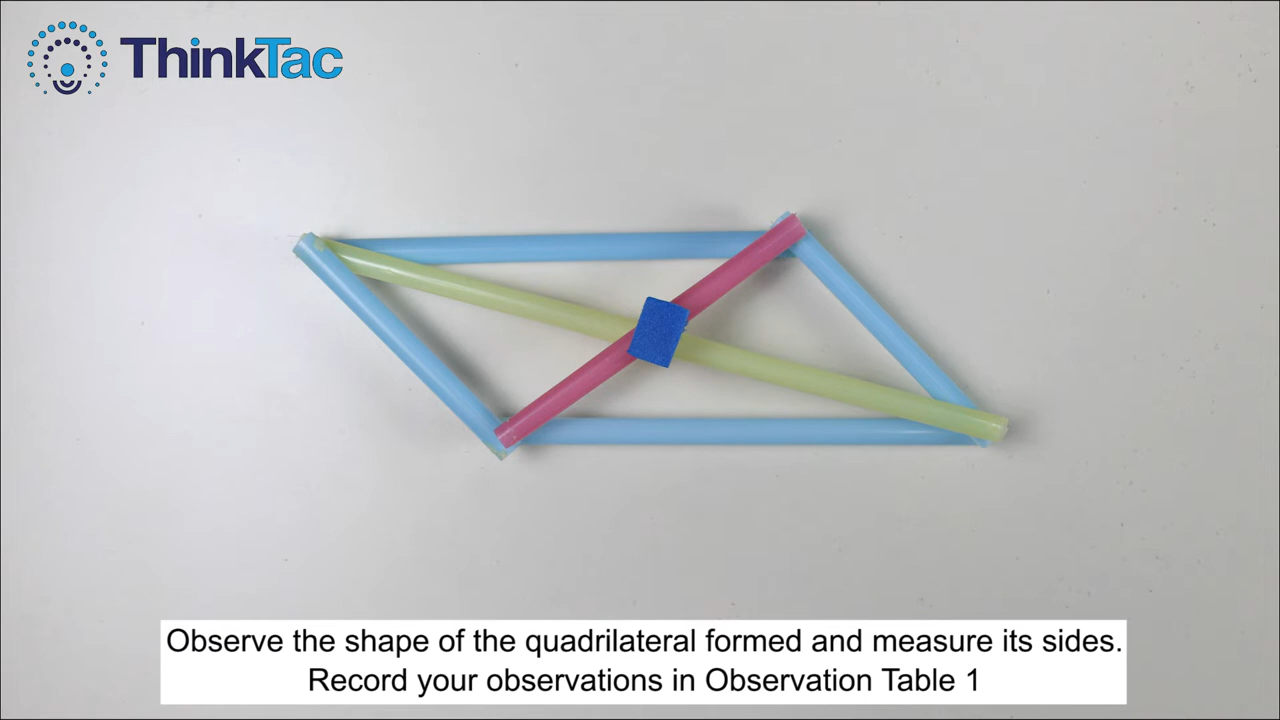 ThinkTac
Observe the shape of the quadrilateral formed and measure its sides.
Record your observations in Observation Table 1